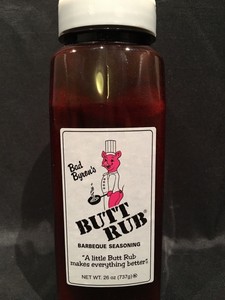 Bad
Byron's
BUTT
RUB®
BARBEQUE SEASONING
"A little Butt Rub
makes everything better"
NET WT. 26 oz (737g)